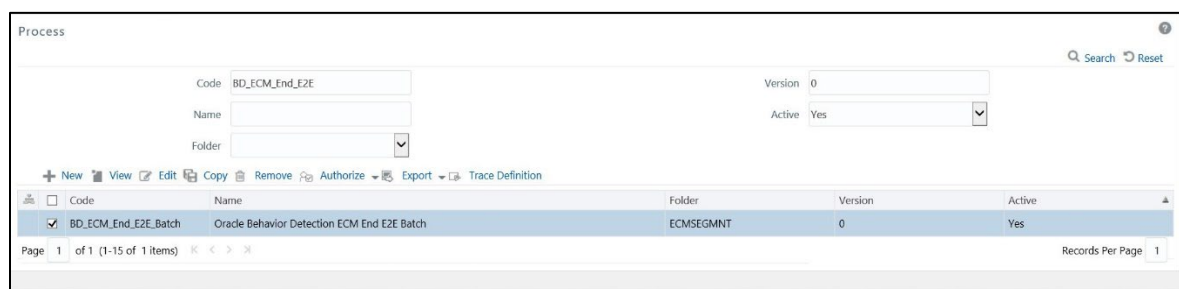 Process
Search Reset
Code BD_ECM_End_E2E Version 0
Name Active Yes
Folder
New View Edit Copy Remove Authorize Export Trace Definition
Code Name Folder Version Active
BD_ECM_End_E2E_Batch Oracle Behavior Detection ECM End E2E Batch ECMSEGMNT 0 Yes
Page 1 of 1 (1-15 of 1 items) Records Per Page 1